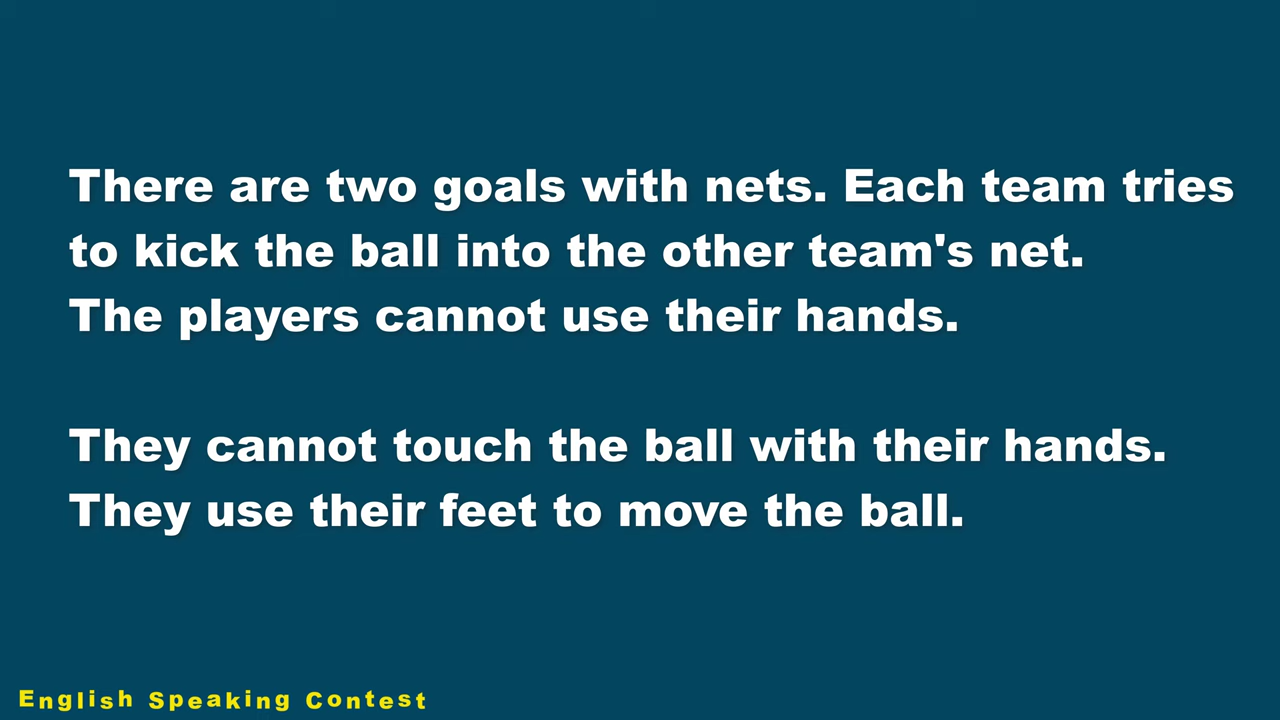 There are two goals with nets. Each team tries
to kick the ball into the other team's net.
The players cannot use their hands.
They cannot touch the ball with their hands.
They use their feet to move the ball.
English Speaking Contest